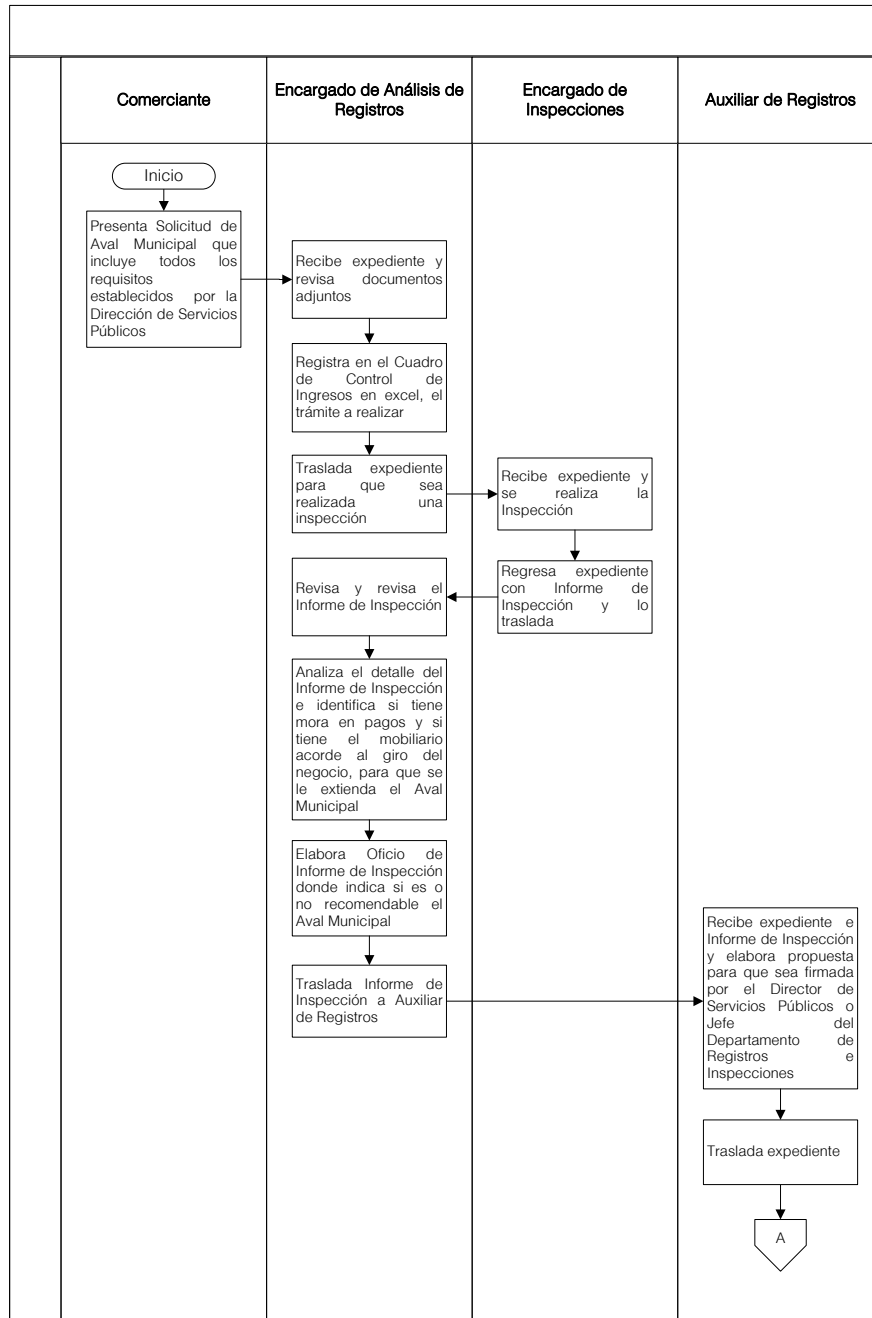 Comerciante
Encargado de Análisis de
Registros
Encargado de
Inspecciones
Auxiliar de Registros
Inicio
Presenta Solicitud de
Aval Municipal que
incluye todos los
requisitos
establecidos por la
Dirección de Servicios
Públicos
Recibe expediente y
revisa documentos
adjuntos
Registra en el Cuadro
de Control de
Ingresos en excel, el
trámite a realizar
Traslada expediente
para que sea
realizada una
inspección
Recibe expediente y
se realiza la
Inspección
Regresa expediente
con Informe de
Inspección y lo
traslada
Revisa y revisa el
Informe de Inspección
Analiza el detalle del
Informe de Inspección
e identifica si tiene
mora en pagos y si
tiene el mobiliario
acorde al giro del
negocio, para que se
le extienda el Aval
Municipal
Elabora Oficio de
Informe de Inspección
donde indica si es o
no recomendable el
Aval Municipal
Traslada Informe de
Inspección a Auxiliar
de Registros
Recibe expediente e
Informe de Inspección
y elabora propuesta
para que sea firmada
por el Director de
Servicios Públicos o
Jefe del
Departamento de
Registros e
Inspecciones
Traslada expediente
A